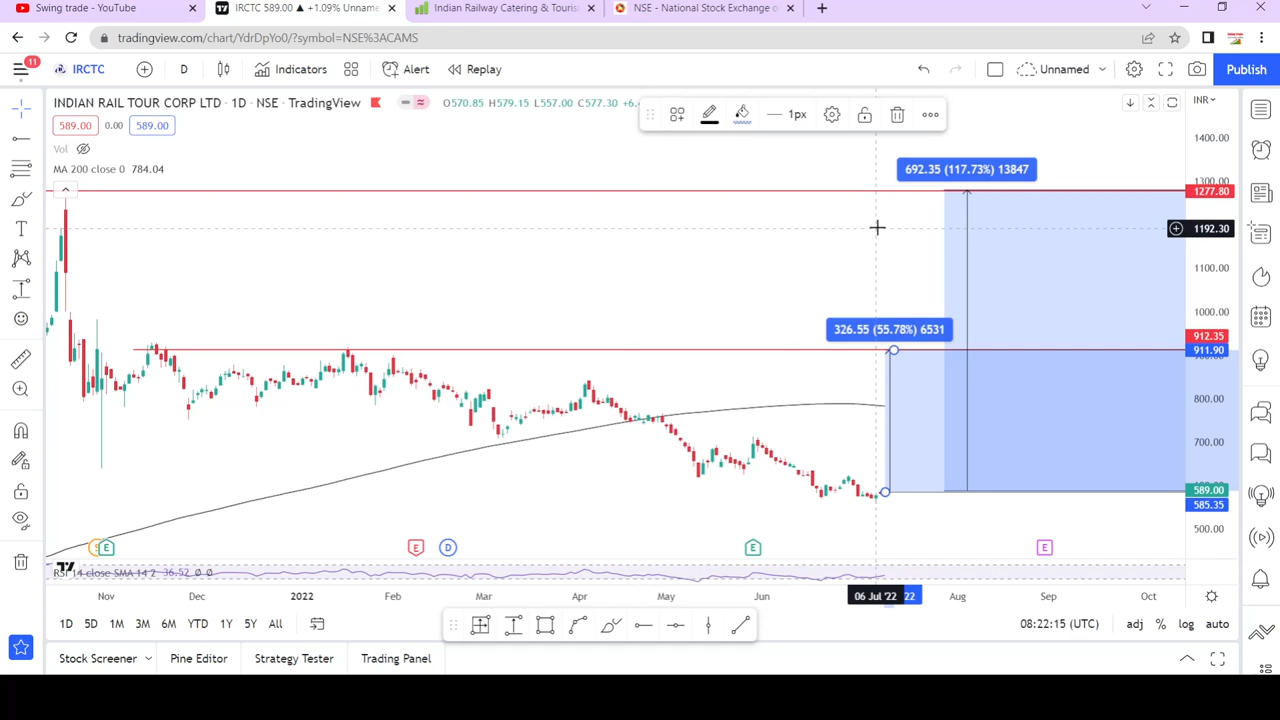 Swing trade - YouTube
IRCTC 589.00 ▲ +1.09% Unname
Indian Railway Catering & Touris
NSE - National Stock Exchange o
tradingview.com/chart/YdrDpYo0/?symbol=NSE%3ACAMS
11
IRCTC
D
Indicators
Alert
Replay
Unnamed
Publish
INDIAN RAIL TOUR CORP LTD · 1D · NSE · TradingView
O570.85 H579.15 L557.00 C577.30 +6.
1px
INR
589.00
0.00
589.00
Vol
MA 200 close 0 784.04
1400.00
1300.00
692.35 (117.73%) 13847
1277.80
1192.30
1100.00
1000.00
326.55 (55.78%) 6531
912.35
911.90
800.00
700.00
589.00
585.35
500.00
E
E
D
E
E
RSI 14 close SMA 14 2 36.52 0 0
Nov
Dec
2022
Feb
Mar
Apr
May
Jun
06 Jul '22
22
Aug
Sep
Oct
1D
5D
1M
3M
6M
YTD
1Y
5Y
All
08:22:15 (UTC)
adj
%
log
auto
Stock Screener
Pine Editor
Strategy Tester
Trading Panel